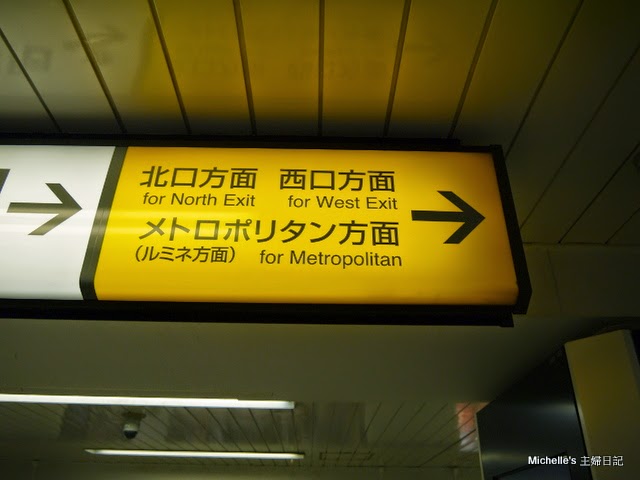 北口方面 西口方面
for North Exit for West Exit
メトロポリタン方面
(ルミネ方面) for Metropolitan
Michelle's 主婦日記